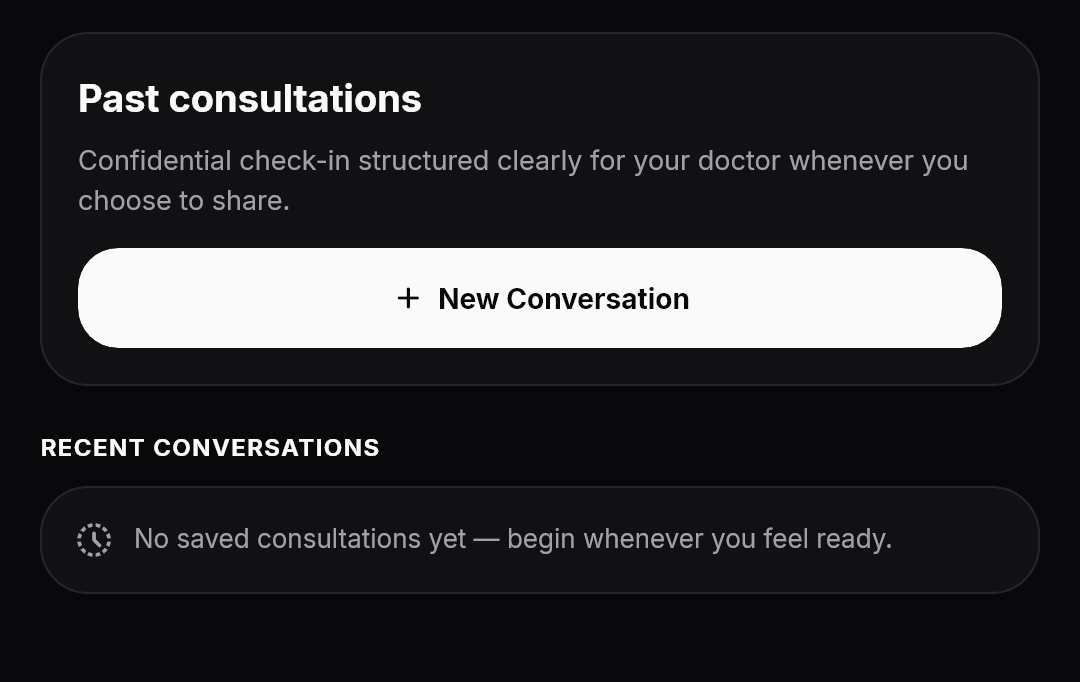 Past consultations
Confidential check-in structured clearly for your doctor whenever you
choose to share.
+ New Conversation
RECENT CONVERSATIONS
No saved consultations yet — begin whenever you feel ready.